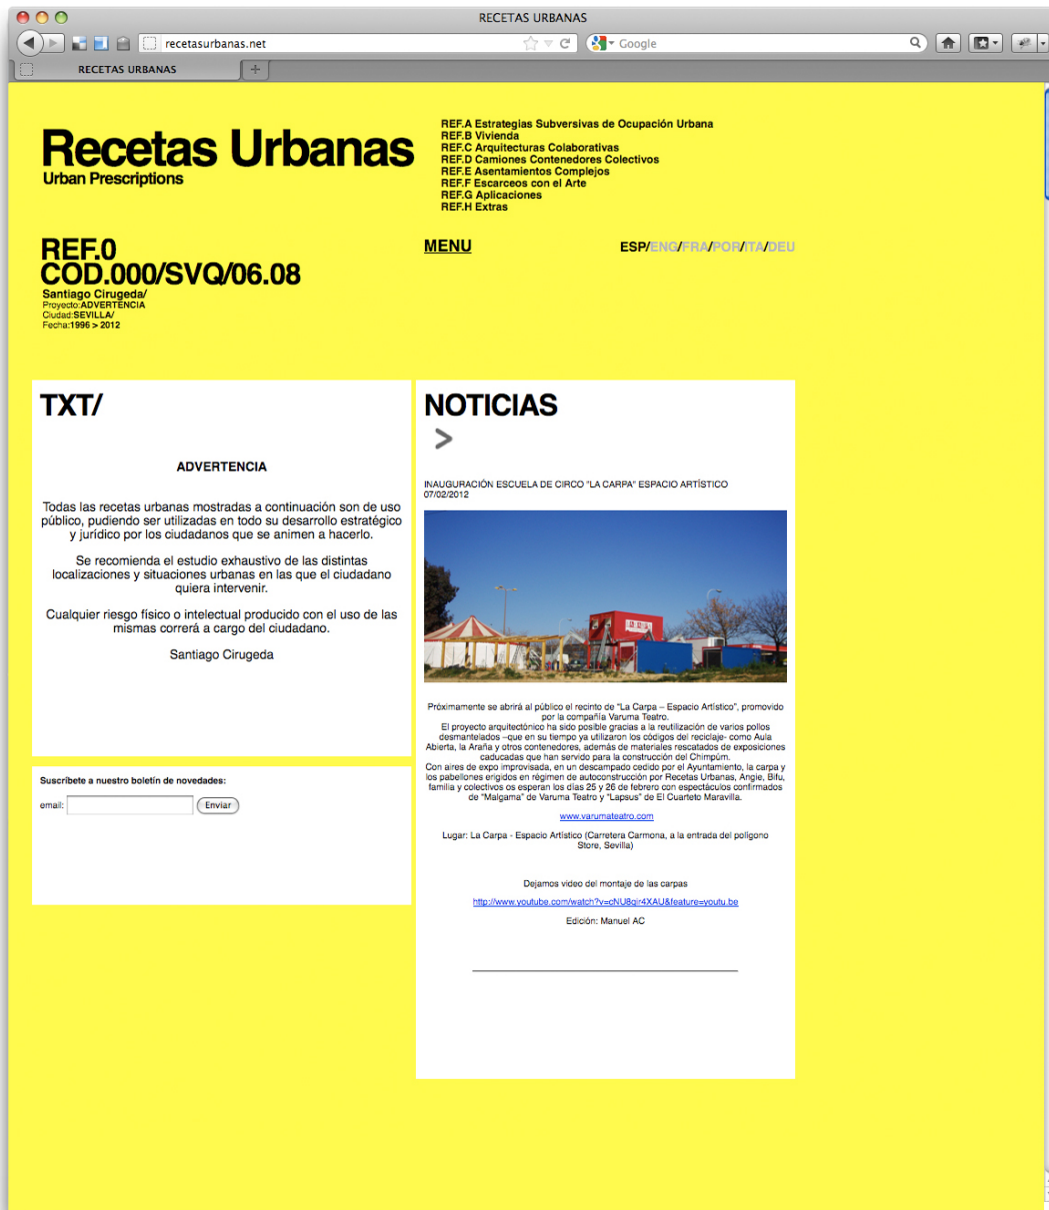 RECETAS URBANAS
recetasurbanas.net
Google
RECETAS URBANAS
Recetas Urbanas
Urban Prescriptions
REF.A Estrategias Subversivas de Ocupación Urbana
REF.B Vivienda
REF.C Arquitecturas Colaborativas
REF.D Camiones Contenedores Colectivos
REF.E Asentamientos Complejos
REF.F Escarceos con el Arte
REF.G Aplicaciones
REF.H Extras
REF.0
COD.000/SVQ/06.08
Santiago Cirugeda/
Proyecto:ADVERTENCIA
Ciudad:SEVILLA/
Fecha:1996 > 2012
MENU
ESP/ENG/FRA/POR/ITA/DEU
TXT/
ADVERTENCIA
Todas las recetas urbanas mostradas a continuación son de uso
público, pudiendo ser utilizadas en todo su desarrollo estratégico
y jurídico por los ciudadanos que se animen a hacerlo.
Se recomienda el estudio exhaustivo de las distintas
localizaciones y situaciones urbanas en las que el ciudadano
quiera intervenir.
Cualquier riesgo físico o intelectual producido con el uso de las
mismas correrá a cargo del ciudadano.
Santiago Cirugeda
Suscríbete a nuestro boletín de novedades:
email:
Enviar
NOTICIAS
>
INAUGURACIÓN ESCUELA DE CIRCO "LA CARPA" ESPACIO ARTÍSTICO
07/02/2012
Próximamente se abrirá al público el recinto de "La Carpa – Espacio Artístico", promovido
por la compañía Varuma Teatro.
El proyecto arquitectónico ha sido posible gracias a la reutilización de varios pollos
desmantelados –que en su tiempo ya utilizaron los códigos del reciclaje- como Aula
Abierta, la Araña y otros contenedores, además de materiales rescatados de exposiciones
caducadas que han servido para la construcción del Chimpúm.
Con aires de expo improvisada, en un descampado cedido por el Ayuntamiento, la carpa y
los pabellones erigidos en régimen de autoconstrucción por Recetas Urbanas, Angie, Bifu,
familia y colectivos os esperan los días 25 y 26 de febrero con espectáculos confirmados
de "Malgama" de Varuma Teatro y "Lapsus" de El Cuarteto Maravilla.
www.varumateatro.com
Lugar: La Carpa - Espacio Artístico (Carretera Carmona, a la entrada del polígono
Store, Sevilla)
Dejamos video del montaje de las carpas
http://www.youtube.com/watch?v=cNU8qir4XAU&feature=youtu.be
Edición: Manuel AC